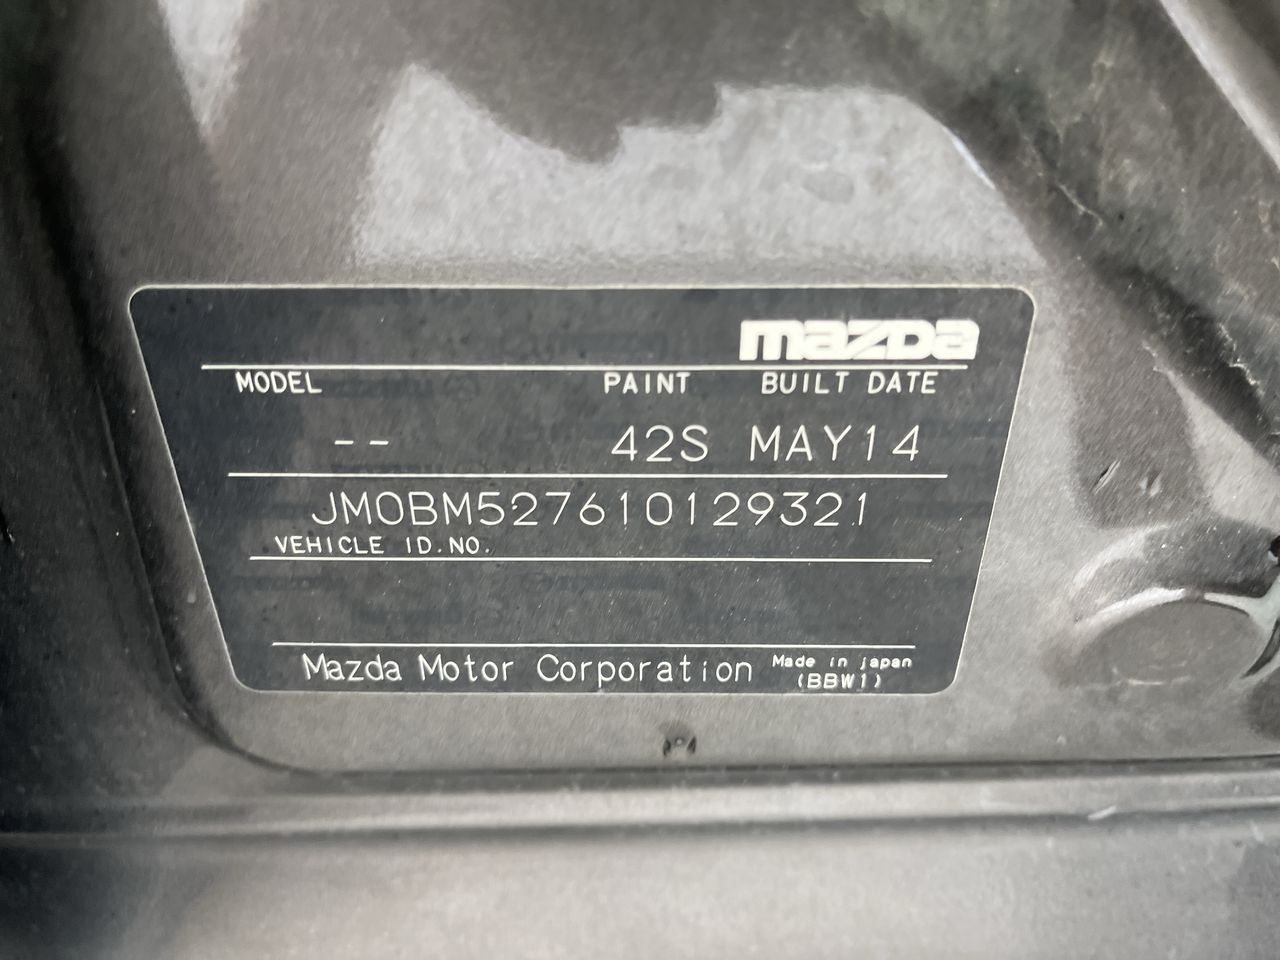 mazda
MODEL PAINT BUILT DATE
-- 42S MAY14
JM0BM527610129321
VEHICLE ID.NO.
Mazda Motor Corporation Made in japan
(BBW1)